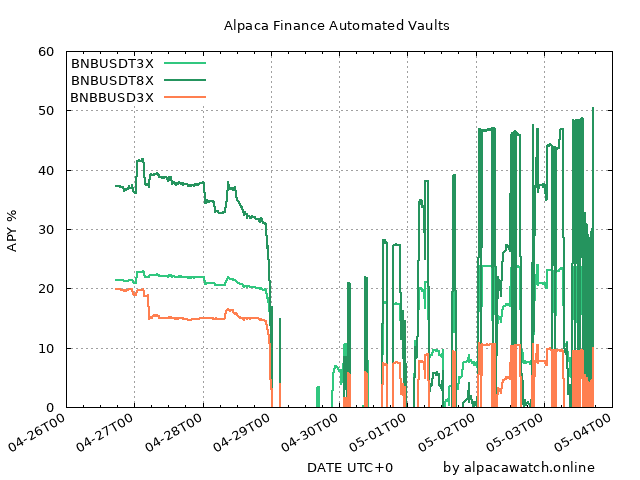 Alpaca Finance Automated Vaults
60
50
40
30
20
10
0
APY %
BNBUSDT3X
BNBUSDT8X
BNBBUSD3X
04-26T00
04-27T00
04-28T00
04-29T00
04-30T00
05-01T00
05-02T00
05-03T00
05-04T00
DATE UTC+0
by alpacawatch.online